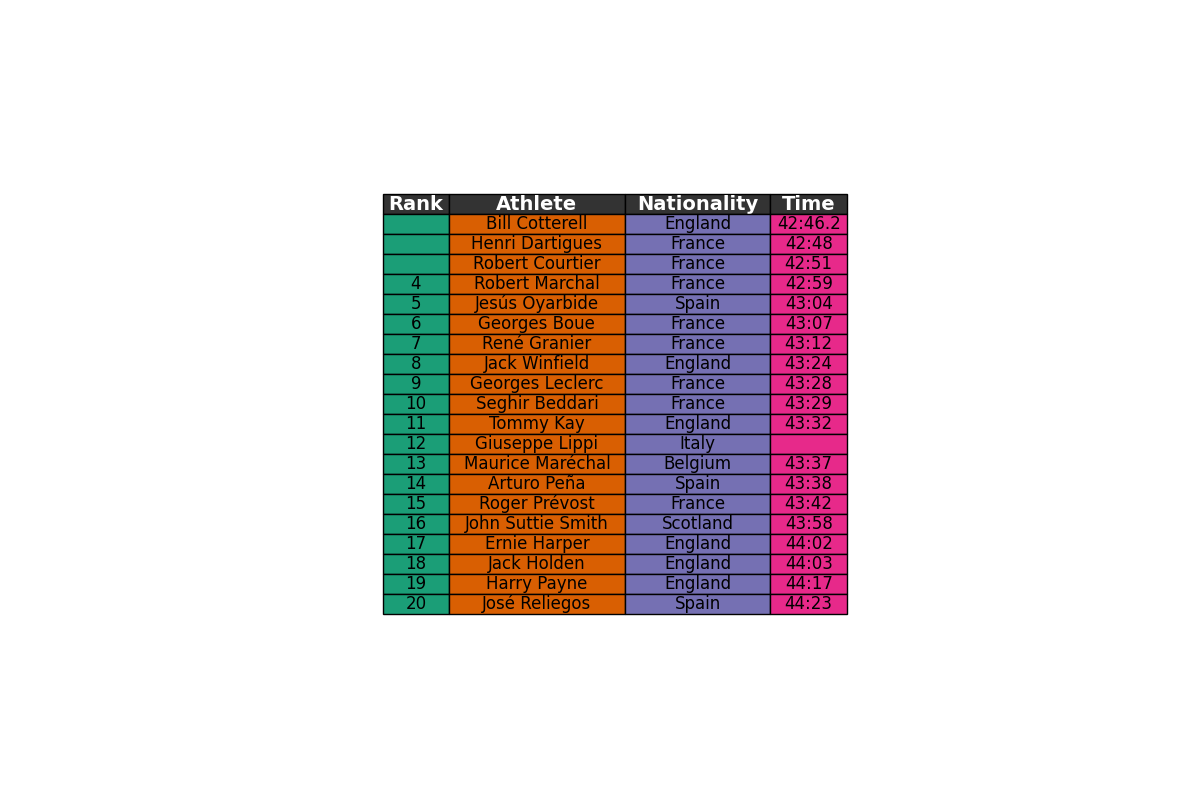 Rank Athlete Nationality Time
Bill Cotterell England 42:46.2
Henri Dartigues France 42:48
Robert Courtier France 42:51
4 Robert Marchal France 42:59
5 Jesús Oyarbide Spain 43:04
6 Georges Boue France 43:07
7 René Granier France 43:12
8 Jack Winfield England 43:24
9 Georges Leclerc France 43:28
10 Seghir Beddari France 43:29
11 Tommy Kay England 43:32
12 Giuseppe Lippi Italy
13 Maurice Maréchal Belgium 43:37
14 Arturo Peña Spain 43:38
15 Roger Prévost France 43:42
16 John Suttie Smith Scotland 43:58
17 Ernie Harper England 44:02
18 Jack Holden England 44:03
19 Harry Payne England 44:17
20 José Reliegos Spain 44:23